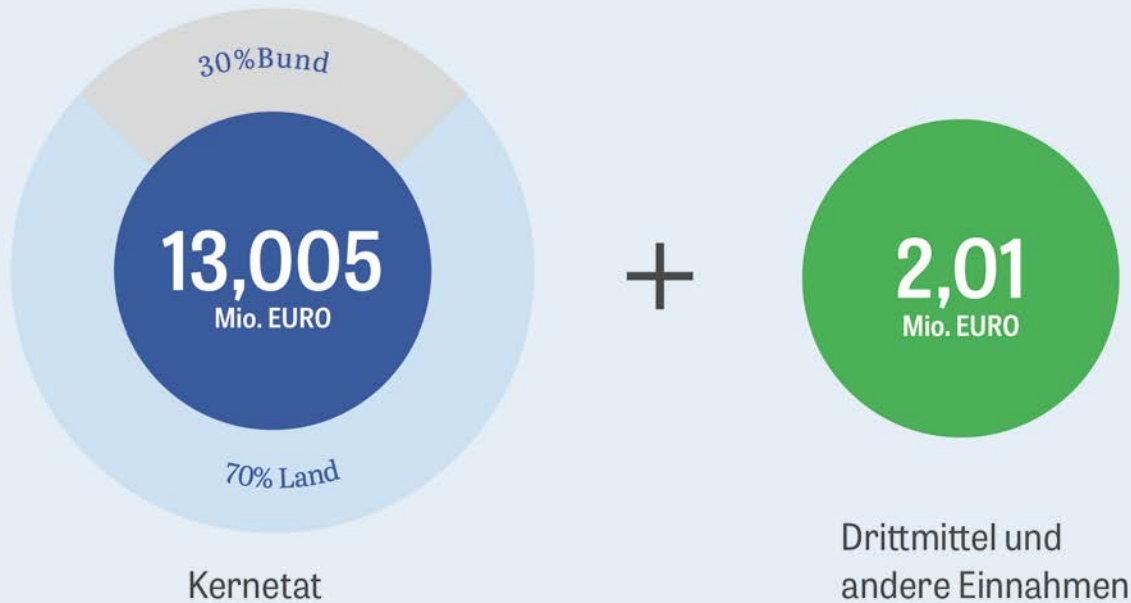 30%Bund
13,005
Mio. EURO
70% Land
Kernetat
+
2,01
Mio. EURO
Drittmittel und
andere Einnahmen